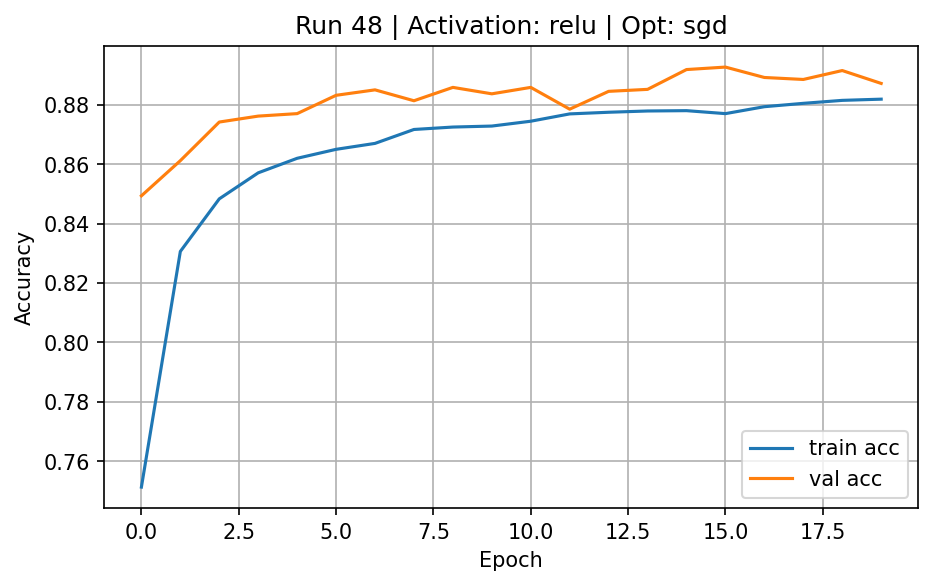 Run 48 | Activation: relu | Opt: sgd
Accuracy
0.88
0.86
0.84
0.82
0.80
0.78
0.76
train acc
val acc
0.0 2.5 5.0 7.5 10.0 12.5 15.0 17.5
Epoch